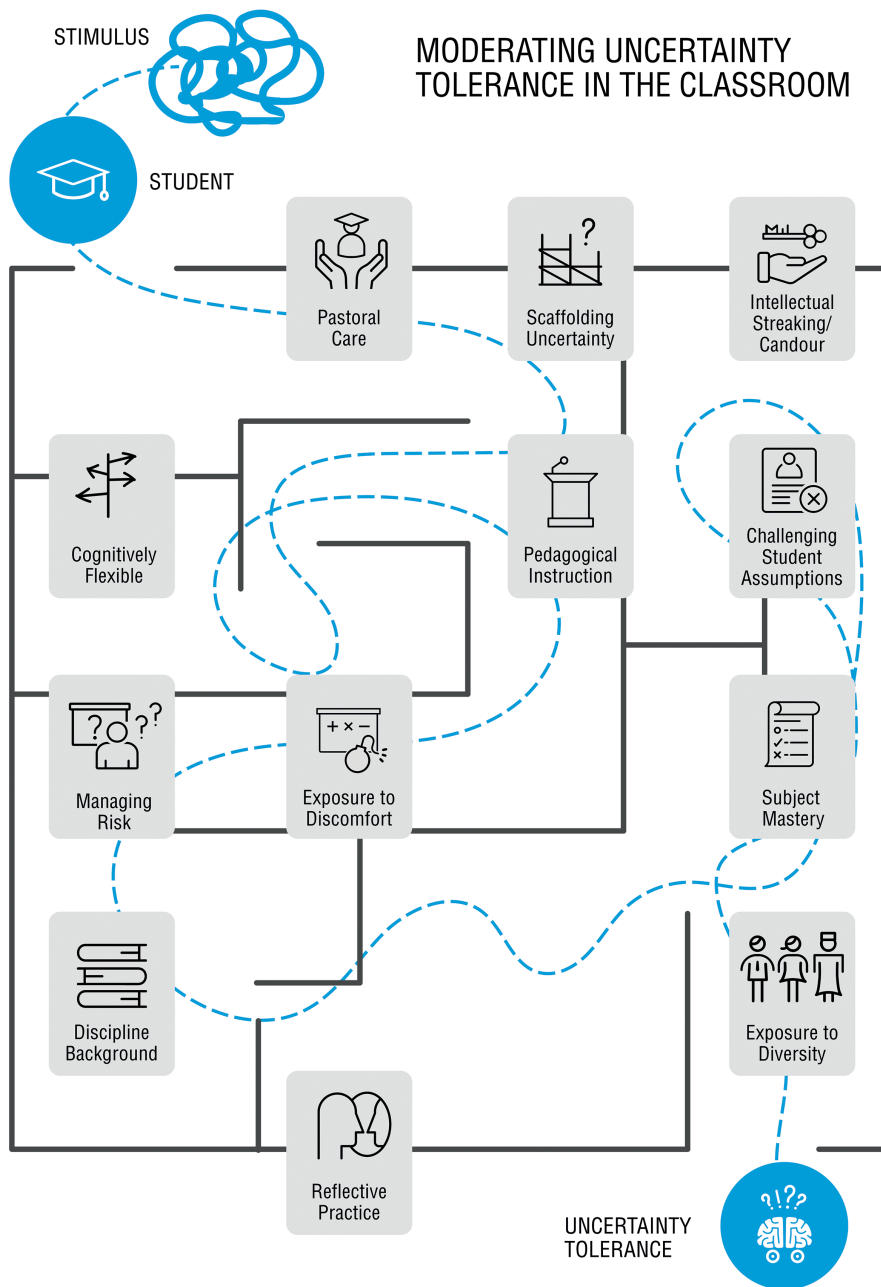 STIMULUS
MODERATING UNCERTAINTY
TOLERANCE IN THE CLASSROOM
STUDENT
?
Pastoral
Care
Scaffolding
Uncertainty
Intellectual
Streaking/
Candour
Cognitively
Flexible
Pedagogical
Instruction
Challenging
Student
Assumptions
? ? ?
+ × −
Managing
Risk
Exposure to
Discomfort
Subject
Mastery
Discipline
Background
Exposure to
Diversity
Reflective
Practice
?!??
UNCERTAINTY
TOLERANCE